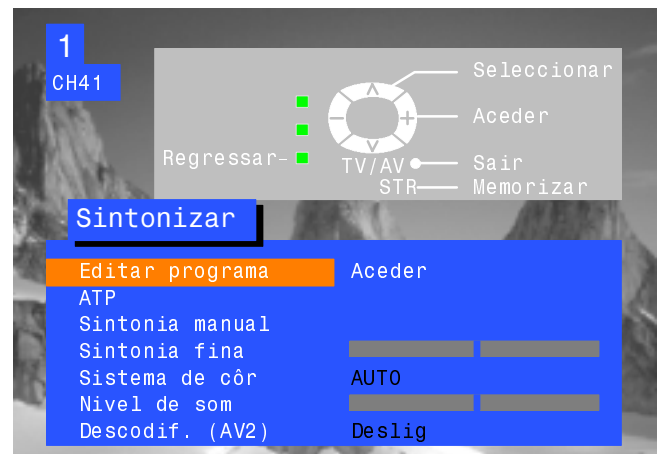 1
CH41
Seleccionar
Aceder
Regressar-
TV/AV
Sair
STR
Memorizar
Sintonizar
Editar programa Aceder
ATP
Sintonia manual
Sintonia fina
Sistema de côr AUTO
Nivel de som
Descodif. (AV2) Deslig